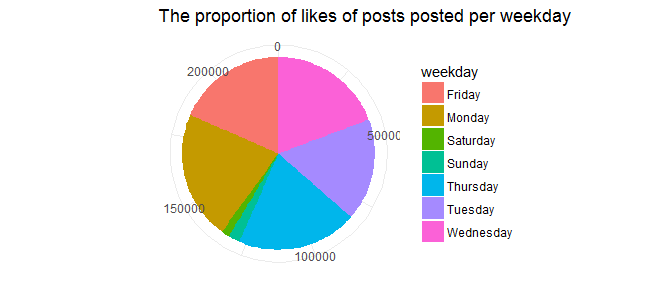 The proportion of likes of posts posted per weekday
0
200000
50000
150000
100000
weekday
Friday
Monday
Saturday
Sunday
Thursday
Tuesday
Wednesday